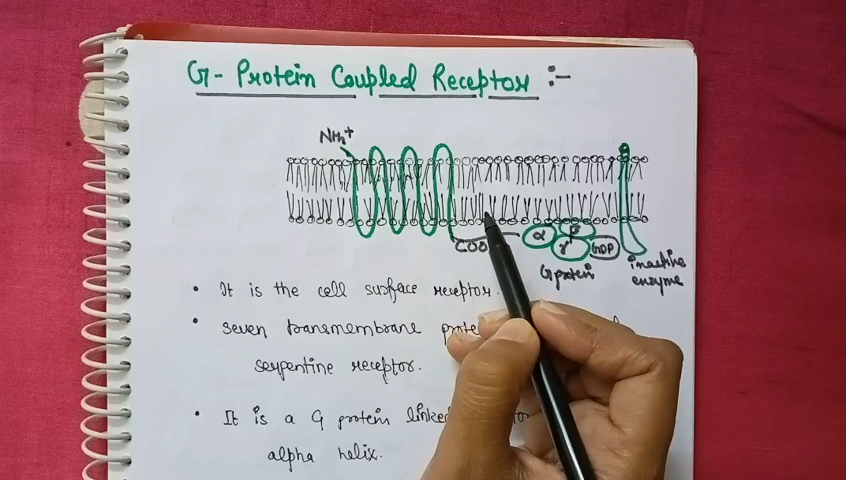 G-Protein Coupled Receptor :-
NH3+
COO
α β γ GDP
G protein
inactive
enzyme
• It is the cell surface receptor.
• seven transmembrane prote
serpentine receptor.
• It is a G protein linked
alpha helix.